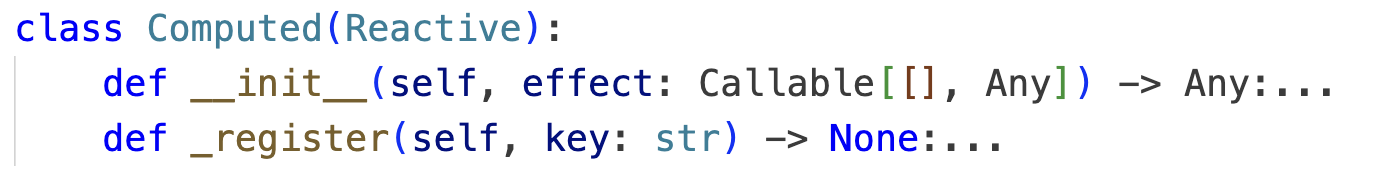 class Computed(Reactive):
    def __init__(self, effect: Callable[[], Any]) -> Any:...
    def _register(self, key: str) -> None:...